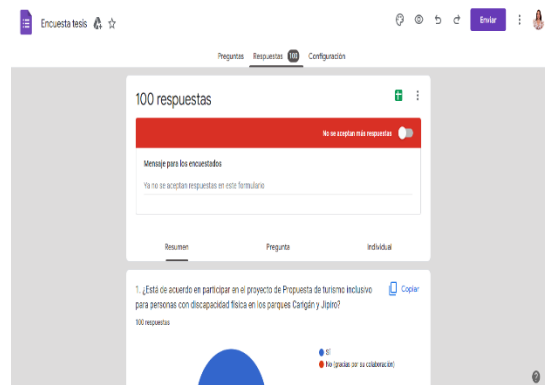 Encuesta tesis
Enviar
Preguntas Respuestas 100 Configuración
100 respuestas
No se aceptan más respuestas
Mensaje para los encuestados
Ya no se aceptan respuestas en este formulario
Resumen Pregunta Individual
1. ¿Está de acuerdo en participar en el proyecto de Propuesta de turismo inclusivo
para personas con discapacidad física en los parques Carigán y Jipiro?
Copiar
100 respuestas
SÍ
No (gracias por su colaboración)